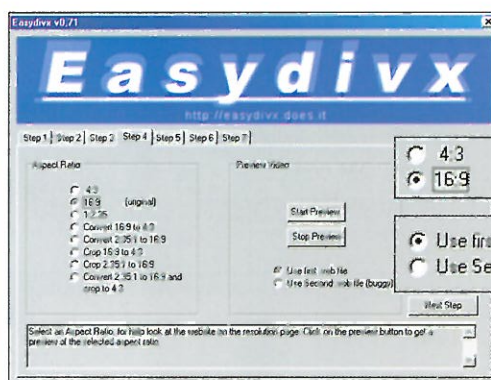 Easydivx v0,71
Easydivx
http://easydivx.does.it
Step 1 Step 2 Step 3 Step 4 Step 5 Step 6 Step 7
Aspect Ratio
4:3
16:9 (original)
1:2.35
Convert 16:9 to 4:3
Convert 2.35:1 to 16:9
Crop 16:9 to 4:3
Crop 2.35:1 to 16:9
Convert 2.35:1 to 16:9 and
crop to 4:3
Preview Video
Start Preview
Stop Preview
Use first .vob file
Use Second .vob file (buggy)
4:3
16:9
Use firs
Use Se
Next Step
Select an Aspect Ratio, for help look at the website on the resolution page. Click on the preview button to get a
preview of the selected aspect ratio